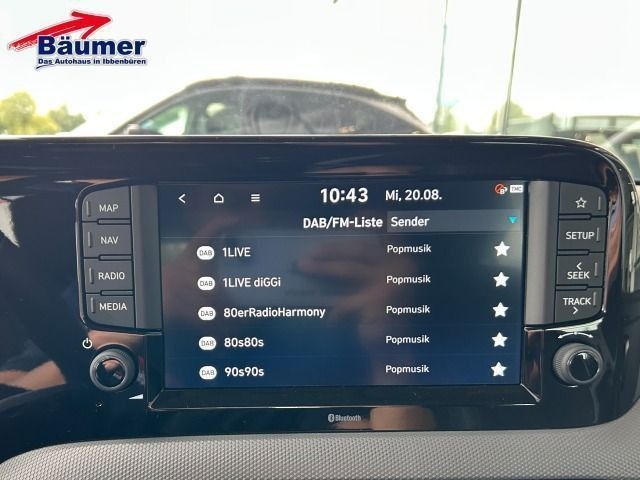 Bäumer
Das Autohaus in Ibbenbüren
10:43 Mi, 20.08.
TMC
DAB/FM-Liste Sender
DAB 1LIVE Popmusik
DAB 1LIVE diGGi Popmusik
DAB 80erRadioHarmony Popmusik
DAB 80s80s Popmusik
DAB 90s90s Popmusik
MAP
NAV
RADIO
MEDIA
SETUP
< SEEK
TRACK >
Bluetooth